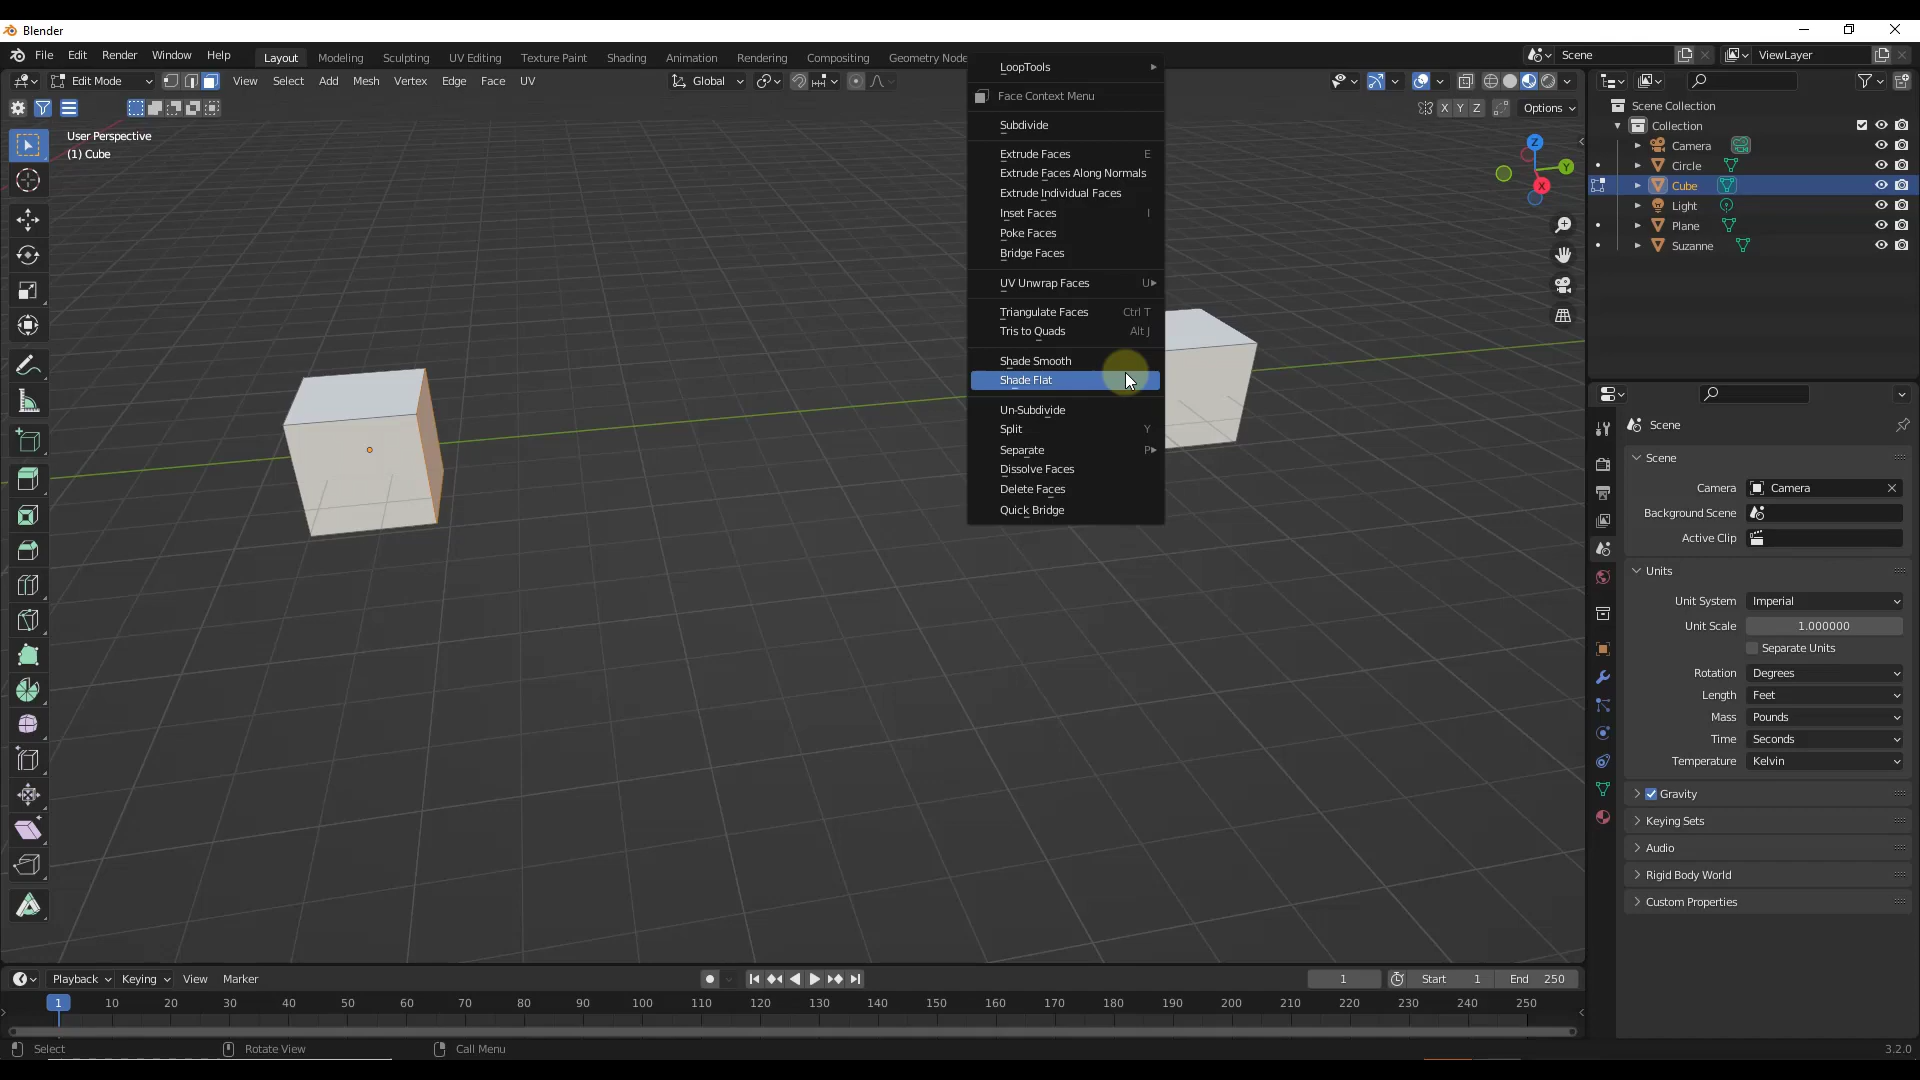 Blender
File Edit Render Window Help Layout Modeling Sculpting UV Editing Texture Paint Shading Animation Rendering Compositing Geometry Node Scene ViewLayer
Edit Mode View Select Add Mesh Vertex Edge Face UV Global
X Y Z Options
User Perspective
(1) Cube
Z
Y
X
LoopTools
Face Context Menu
Subdivide
Extrude Faces E
Extrude Faces Along Normals
Extrude Individual Faces
Inset Faces I
Poke Faces
Bridge Faces
UV Unwrap Faces U
Triangulate Faces Ctrl T
Tris to Quads Alt J
Shade Smooth
Shade Flat
Un-Subdivide
Split Y
Separate P
Dissolve Faces
Delete Faces
Quick Bridge
Scene Collection
Collection
Camera
Circle
Cube
Light
Plane
Suzanne
Scene
Scene
Camera Camera
Background Scene
Active Clip
Units
Unit System Imperial
Unit Scale 1.000000
Separate Units
Rotation Degrees
Length Feet
Mass Pounds
Time Seconds
Temperature Kelvin
Gravity
Keying Sets
Audio
Rigid Body World
Custom Properties
Playback Keying View Marker 1 Start 1 End 250
1 10 20 30 40 50 60 70 80 90 100 110 120 130 140 150 160 170 180 190 200 210 220 230 240 250
Select Rotate View Call Menu 3.2.0